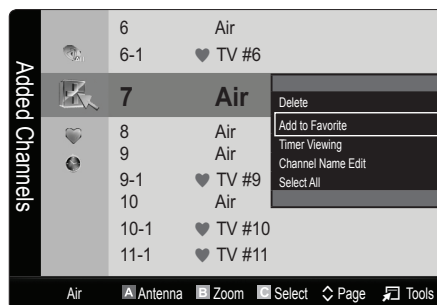 Added Channels
6 Air
6-1 ♥ TV #6
7 Air
8 Air
9 Air
9-1 ♥ TV #9
10 Air
10-1 ♥ TV #10
11-1 ♥ TV #11
Delete
Add to Favorite
Timer Viewing
Channel Name Edit
Select All
Air A Antenna B Zoom C Select Page Tools